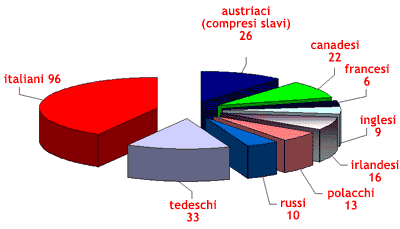 austriaci
(compresi slavi)
26
canadesi
22
francesi
6
italiani 96
inglesi
9
irlandesi
16
polacchi
13
russi
10
tedeschi
33